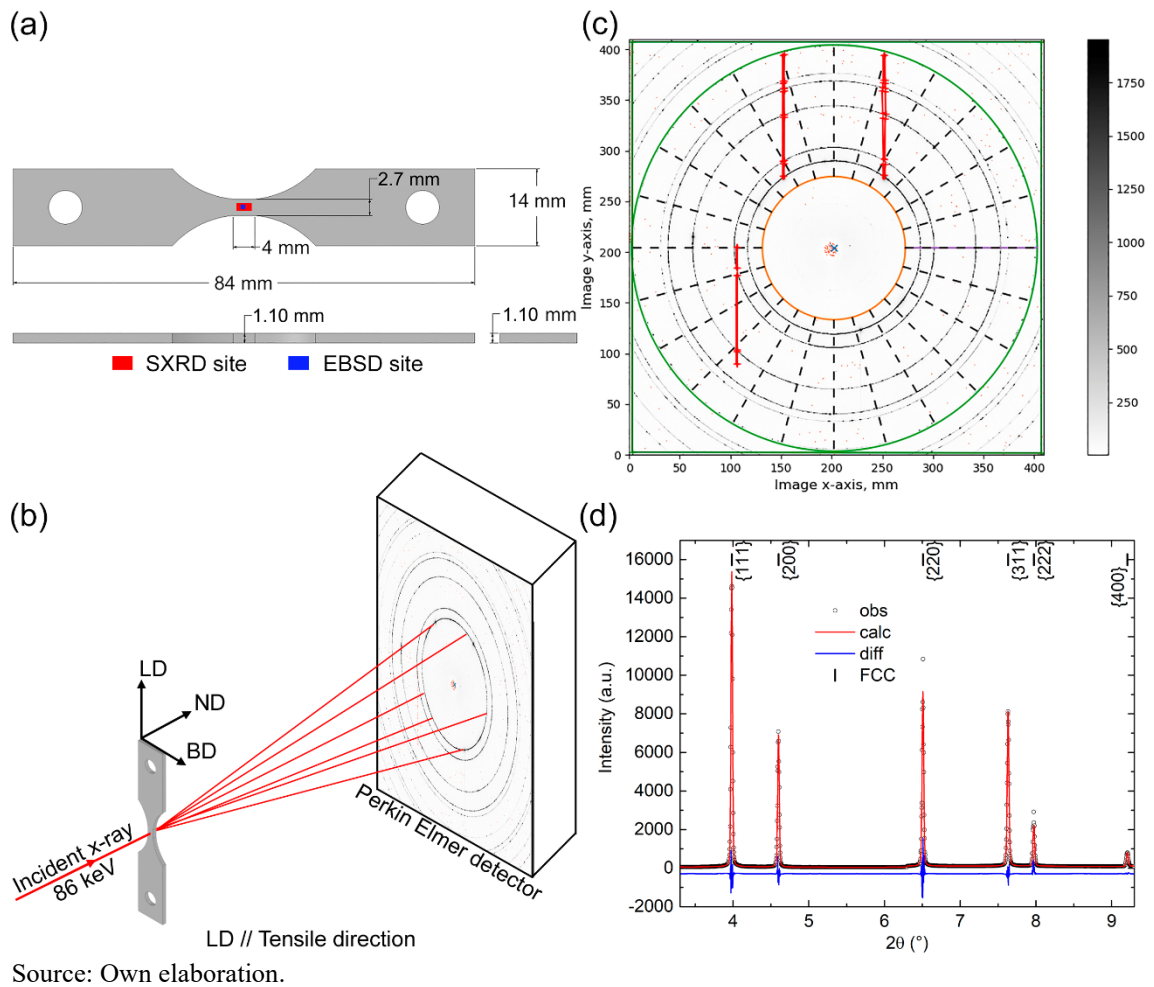 (a)
2.7 mm
14 mm
4 mm
84 mm
1.10 mm
1.10 mm
SXRD site
EBSD site
(b)
LD
ND
BD
Incident x-ray
86 keV
Perkin Elmer detector
LD // Tensile direction
(c)
400
350
300
250
200
150
100
50
0
Image y-axis, mm
0 50 100 150 200 250 300 350 400
Image x-axis, mm
1750
1500
1250
1000
750
500
250
(d)
16000
14000
12000
10000
8000
6000
4000
2000
0
-2000
Intensity (a.u.)
{111}
{200}
{220}
{311}
{222}
{400}
obs
calc
diff
FCC
4 5 6 7 8 9
2θ (°)
Source: Own elaboration.